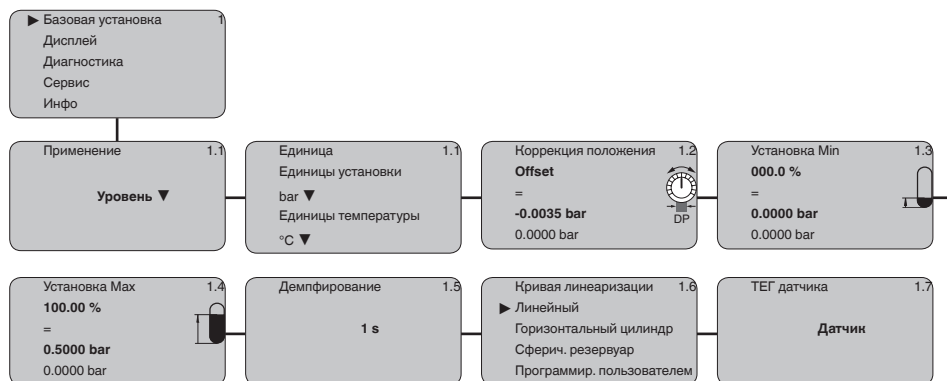 ▶ Базовая установка 1
Дисплей
Диагностика
Сервис
Инфо
Применение 1.1
Уровень ▼
Единица 1.1
Единицы установки
bar ▼
Единицы температуры
°C ▼
Коррекция положения 1.2
Offset
=
-0.0035 bar
0.0000 bar
DP
Установка Min 1.3
000.0 %
=
0.0000 bar
0.0000 bar
Установка Max 1.4
100.00 %
=
0.5000 bar
0.0000 bar
Демпфирование 1.5
1 s
Кривая линеаризации 1.6
▶ Линейный
Горизонтальный цилиндр
Сферич. резервуар
Программир. пользователем
ТЕГ датчика 1.7
Датчик